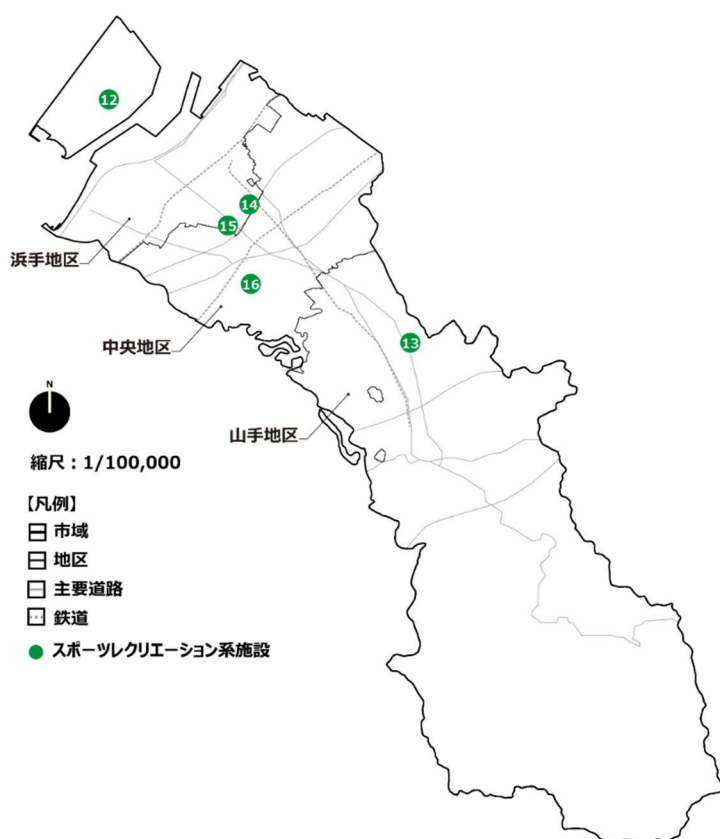 12
14
15
浜手地区
16
中央地区
13
N
山手地区
縮尺：1/100,000
【凡例】
市域
地区
主要道路
鉄道
スポーツレクリエーション系施設